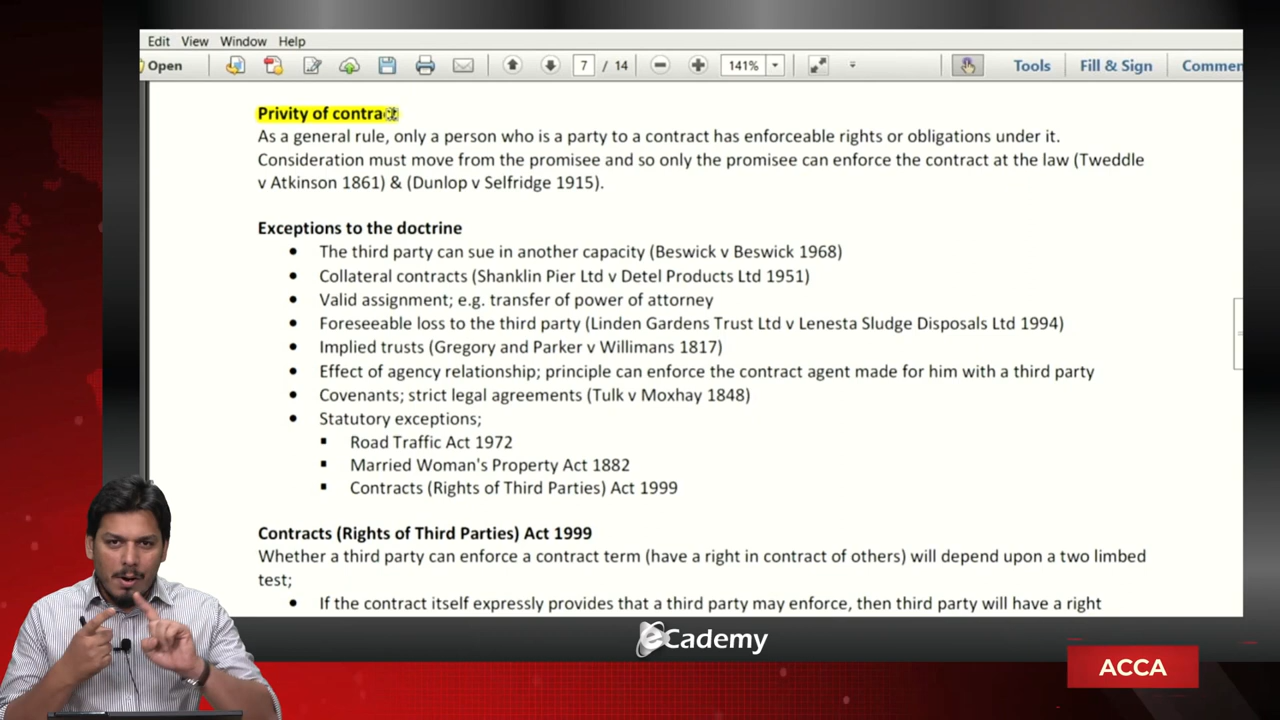 Edit View Window Help
Open 7 / 14 141% Tools Fill & Sign Commen
Privity of contract
As a general rule, only a person who is a party to a contract has enforceable rights or obligations under it.
Consideration must move from the promisee and so only the promisee can enforce the contract at the law (Tweddle
v Atkinson 1861) & (Dunlop v Selfridge 1915).
Exceptions to the doctrine
• The third party can sue in another capacity (Beswick v Beswick 1968)
• Collateral contracts (Shanklin Pier Ltd v Detel Products Ltd 1951)
• Valid assignment; e.g. transfer of power of attorney
• Foreseeable loss to the third party (Linden Gardens Trust Ltd v Lenesta Sludge Disposals Ltd 1994)
• Implied trusts (Gregory and Parker v Willimans 1817)
• Effect of agency relationship; principle can enforce the contract agent made for him with a third party
• Covenants; strict legal agreements (Tulk v Moxhay 1848)
• Statutory exceptions;
▪ Road Traffic Act 1972
▪ Married Woman's Property Act 1882
▪ Contracts (Rights of Third Parties) Act 1999
Contracts (Rights of Third Parties) Act 1999
Whether a third party can enforce a contract term (have a right in contract of others) will depend upon a two limbed
test;
• If the contract itself expressly provides that a third party may enforce, then third party will have a right
eCademy
ACCA